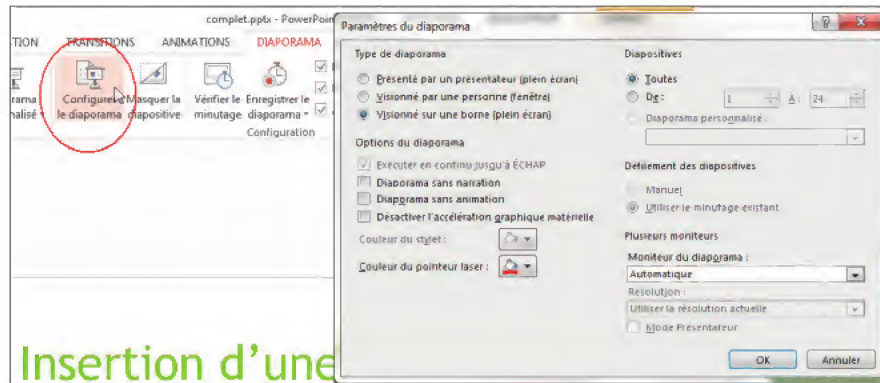 complet.pptx - PowerPoin
TION TRANSITIONS ANIMATIONS DIAPORAMA
rama
nalisé
Configurer
le diaporama
Masquer la
diapositive
Vérifier le
minutage
Enregistrer le
diaporama
Configuration
Insertion d’une
Paramètres du diaporama
Type de diaporama
Présenté par un présentateur (plein écran)
Visionné par une personne (fenêtre)
Visionné sur une borne (plein écran)
Options du diaporama
Exécuter en continu jusqu'à ÉCHAP
Diaporama sans narration
Diaporama sans animation
Désactiver l'accélération graphique matérielle
Couleur du stylet :
Couleur du pointeur laser :
Diapositives
Toutes
De : 1 À : 24
Diaporama personnalisé :
Défilement des diapositives
Manuel
Utiliser le minutage existant
Plusieurs moniteurs
Moniteur du diaporama :
Automatique
Résolution :
Utiliser la résolution actuelle
Mode Présentateur
OK Annuler